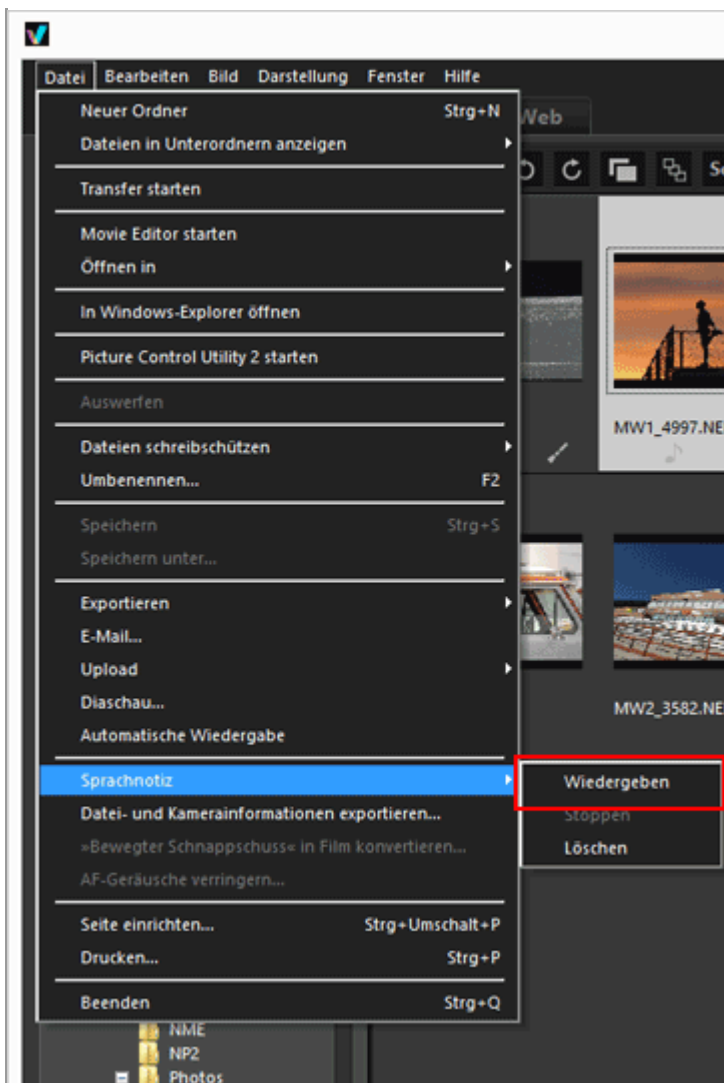 Datei Bearbeiten Bild Darstellung Fenster Hilfe
Neuer Ordner Strg+N
Dateien in Unterordnern anzeigen
Transfer starten
Movie Editor starten
Öffnen in
In Windows-Explorer öffnen
Picture Control Utility 2 starten
Auswerfen
Dateien schreibschützen
Umbenennen... F2
Speichern Strg+S
Speichern unter...
Exportieren
E-Mail...
Upload
Diaschau...
Automatische Wiedergabe
Sprachnotiz
Datei- und Kamerainformationen exportieren...
»Bewegter Schnappschuss« in Film konvertieren...
AF-Geräusche verringern...
Seite einrichten... Strg+Umschalt+P
Drucken... Strg+P
Beenden Strg+Q
Wiedergeben
Stoppen
Löschen
Web
MW1_4997.NE
MW2_3582.NE
NME
NP2
Photos